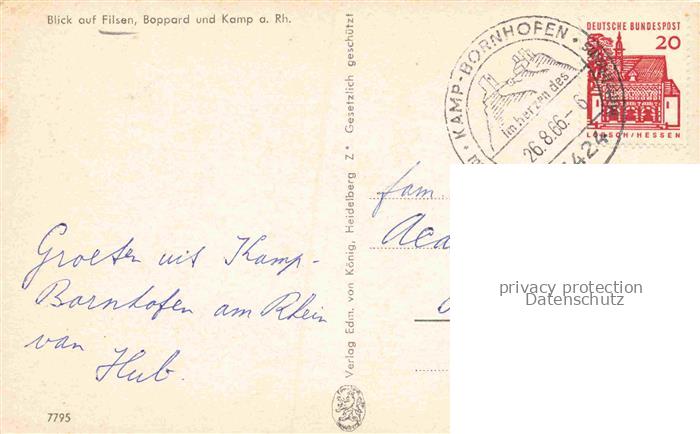 Blick auf Filsen, Boppard und Kamp a. Rh.
Groeten uit Kamp-
Bornhofen am Rhein
van
Hub.
7795
Verlag Edm. von König, Heidelberg Z* Gesetzlich geschützt
KAMP-BORNHOFEN
im herzen des
26.8.66.- 6
5424
DEUTSCHE BUNDESPOST
20
LORSCH/HESSEN
fam.
privacy protection
Datenschutz